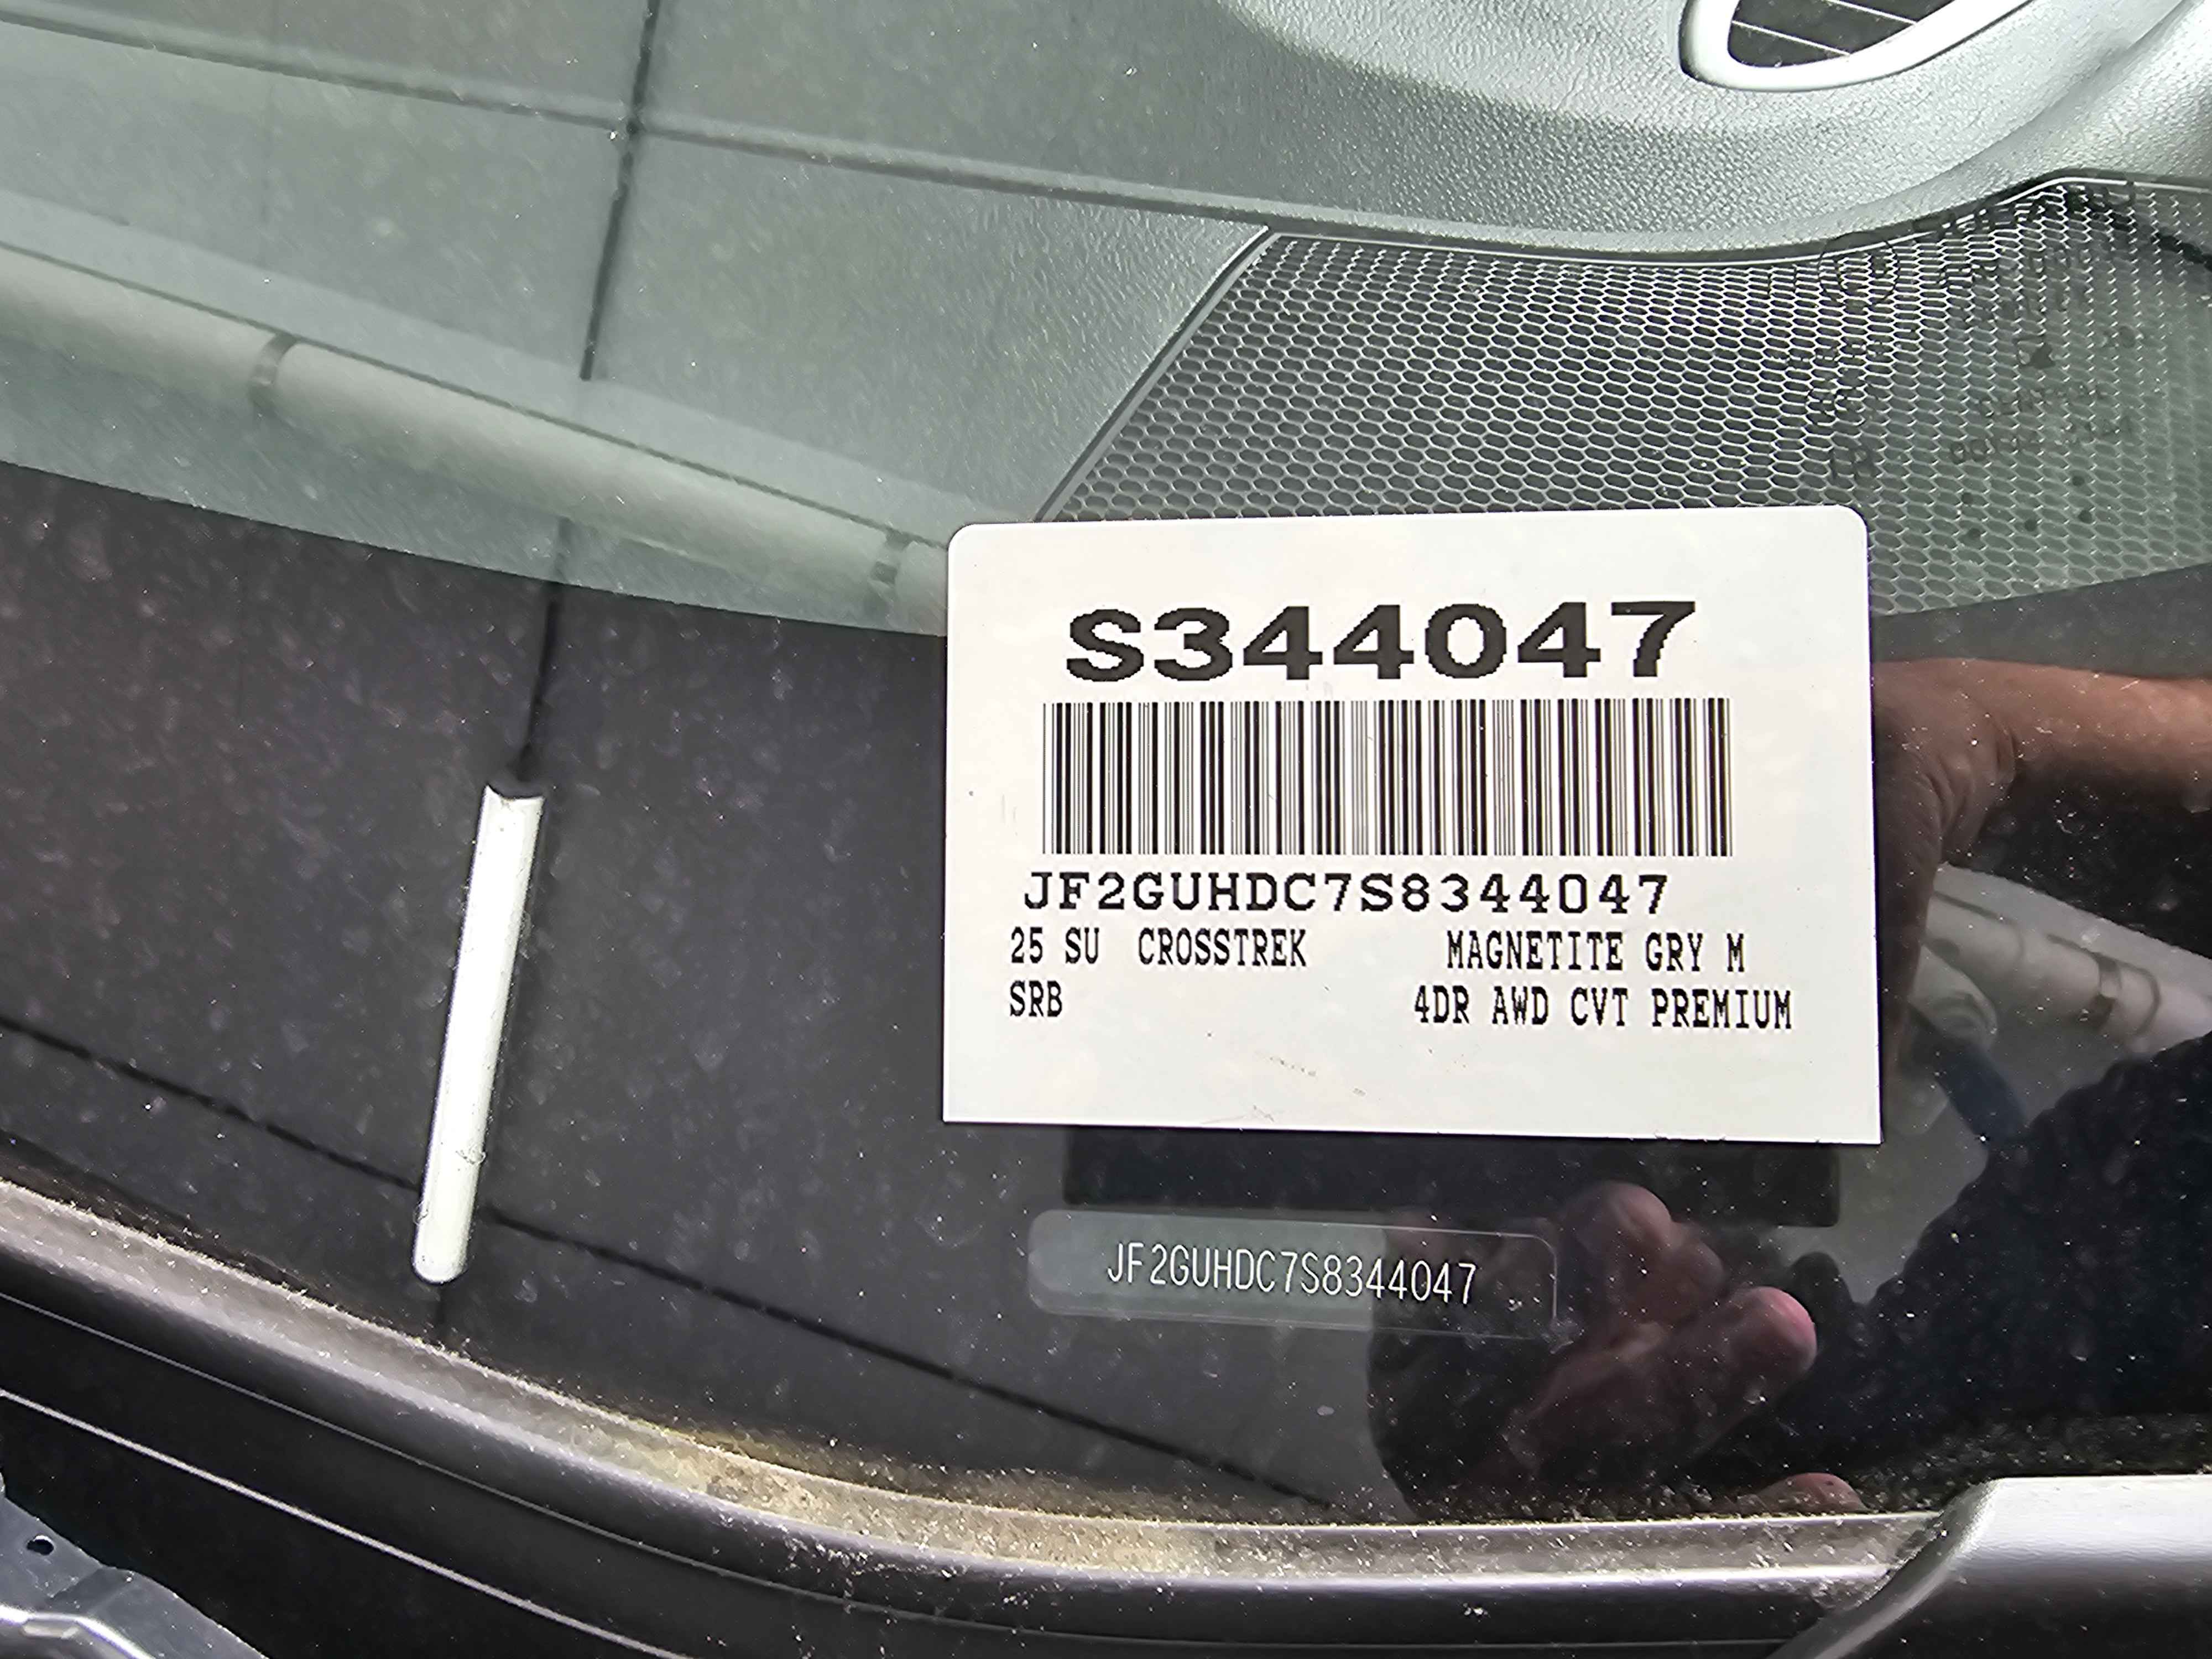 S344047
JF2GUHDC7S8344047
25 SU CROSSTREK MAGNETITE GRY M
SRB 4DR AWD CVT PREMIUM
JF2GUHDC7S8344047